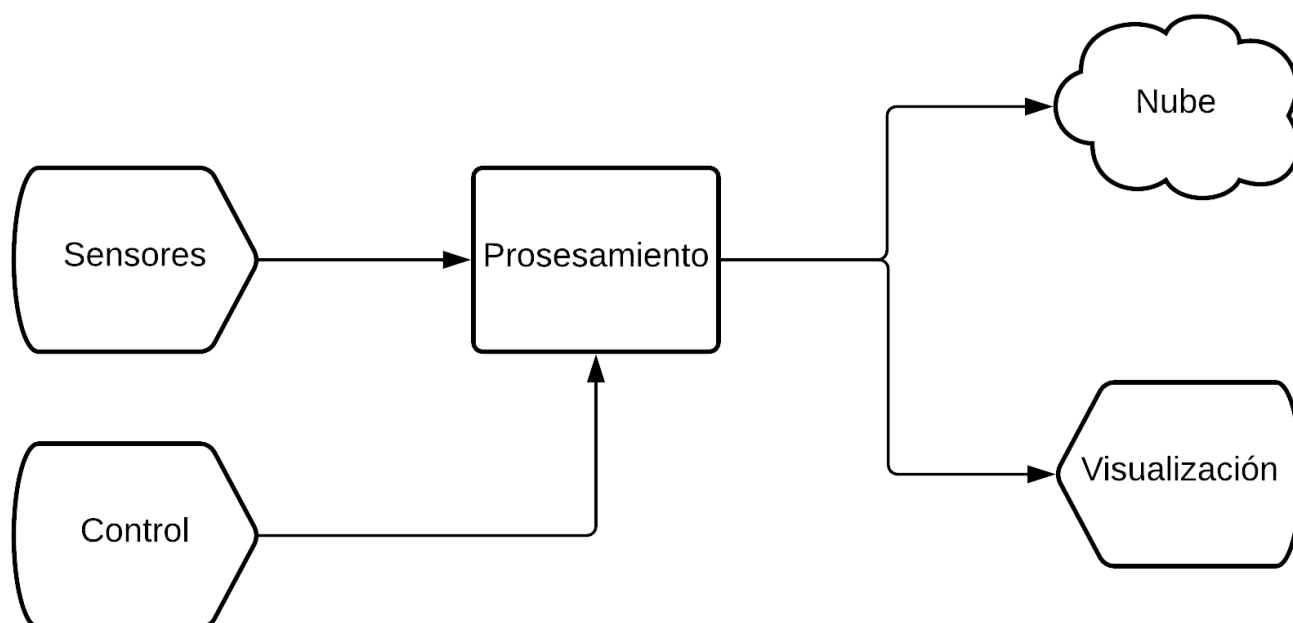 Nube
Sensores
Prosesamiento
Visualización
Control